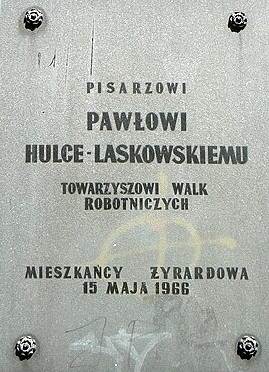 PISARZOWI
PAWŁOWI
HULCE-LASKOWSKIEMU
TOWARZYSZOWI WALK
ROBOTNICZYCH
MIESZKAŃCY ŻYRARDOWA
15 MAJA 1966